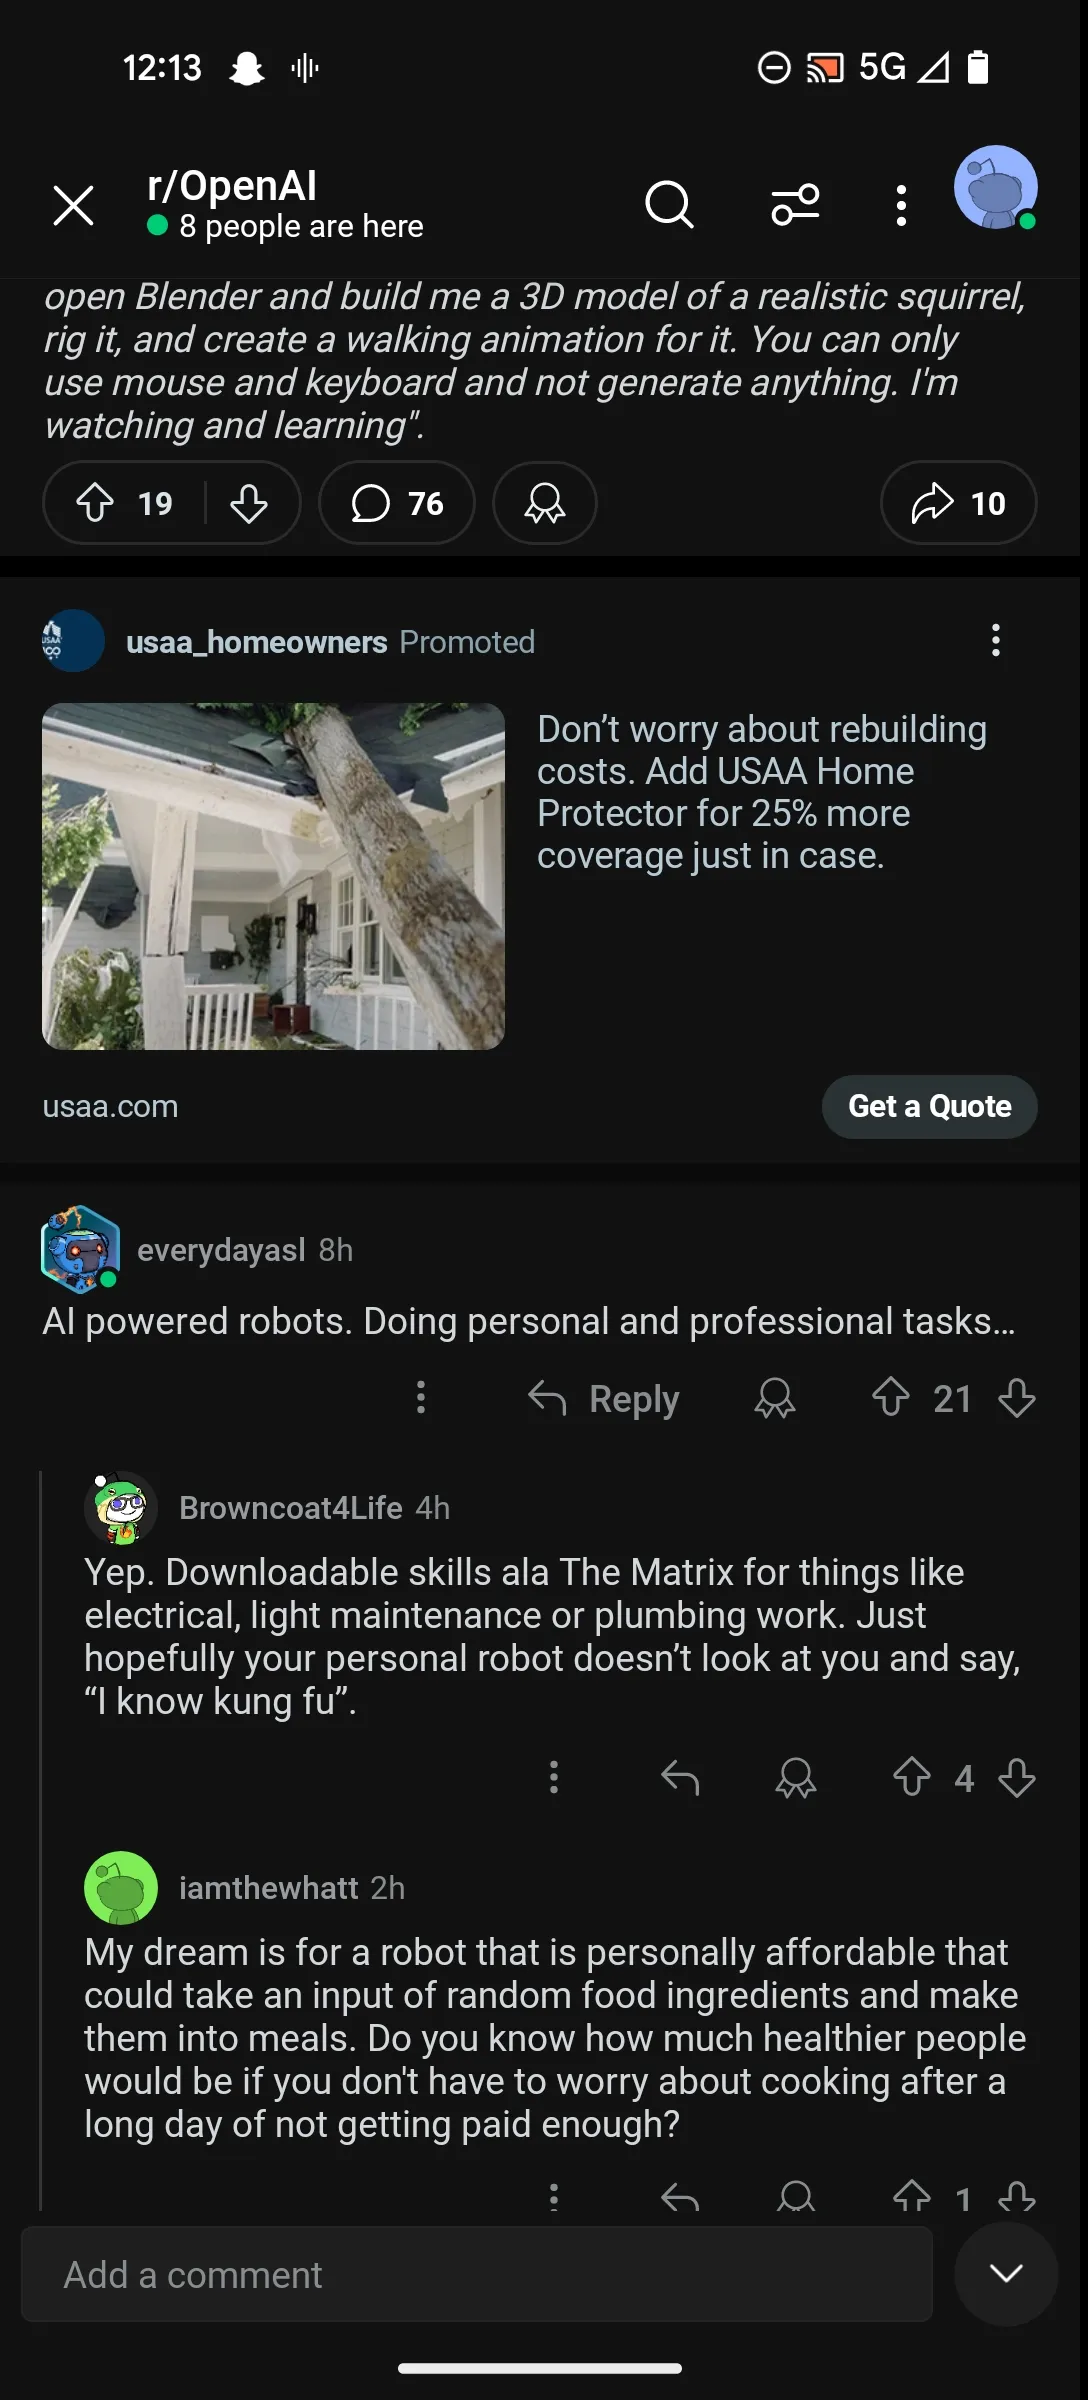 12:13
5G
r/OpenAI
8 people are here
open Blender and build me a 3D model of a realistic squirrel,
rig it, and create a walking animation for it. You can only
use mouse and keyboard and not generate anything. I'm
watching and learning".
19
76
10
USAA
usaa_homeowners Promoted
Don’t worry about rebuilding
costs. Add USAA Home
Protector for 25% more
coverage just in case.
usaa.com
Get a Quote
everydayasl 8h
AI powered robots. Doing personal and professional tasks...
Reply
21
Browncoat4Life 4h
Yep. Downloadable skills ala The Matrix for things like
electrical, light maintenance or plumbing work. Just
hopefully your personal robot doesn’t look at you and say,
“I know kung fu”.
4
iamthewhatt 2h
My dream is for a robot that is personally affordable that
could take an input of random food ingredients and make
them into meals. Do you know how much healthier people
would be if you don't have to worry about cooking after a
long day of not getting paid enough?
1
Add a comment